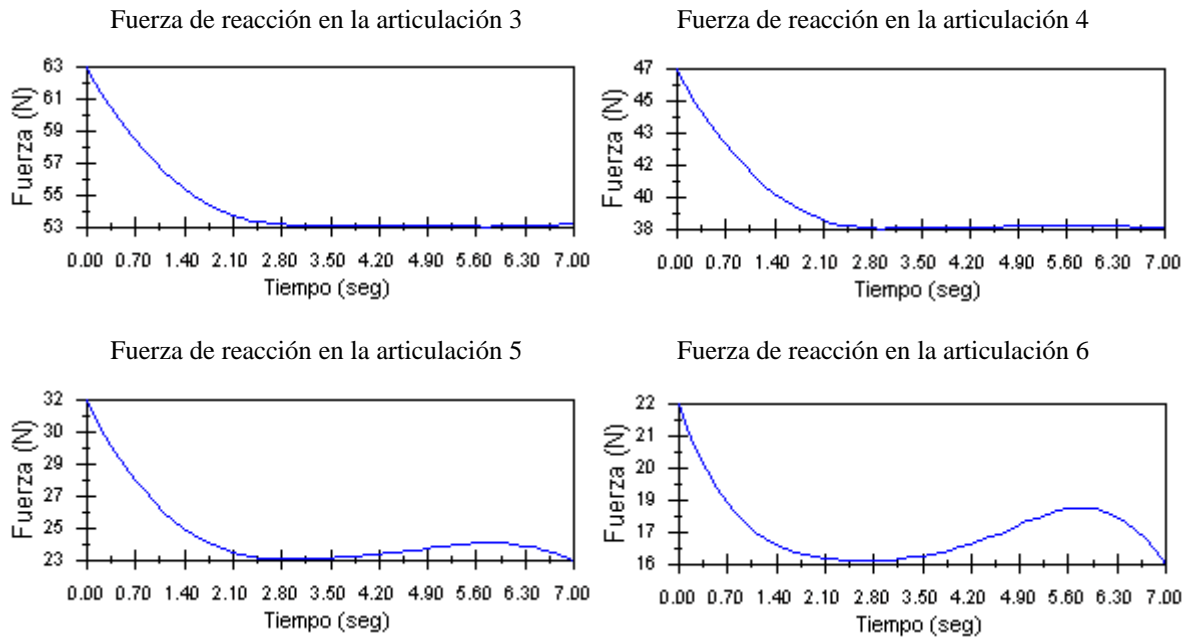 Fuerza de reacción en la articulación 3
Fuerza (N)
63
61
59
57
55
53
0.00 0.70 1.40 2.10 2.80 3.50 4.20 4.90 5.60 6.30 7.00
Tiempo (seg)
Fuerza de reacción en la articulación 4
Fuerza (N)
47
45
43
42
40
38
0.00 0.70 1.40 2.10 2.80 3.50 4.20 4.90 5.60 6.30 7.00
Tiempo (seg)
Fuerza de reacción en la articulación 5
Fuerza (N)
32
30
29
27
25
23
0.00 0.70 1.40 2.10 2.80 3.50 4.20 4.90 5.60 6.30 7.00
Tiempo (seg)
Fuerza de reacción en la articulación 6
Fuerza (N)
22
21
20
19
17
16
0.00 0.70 1.40 2.10 2.80 3.50 4.20 4.90 5.60 6.30 7.00
Tiempo (seg)